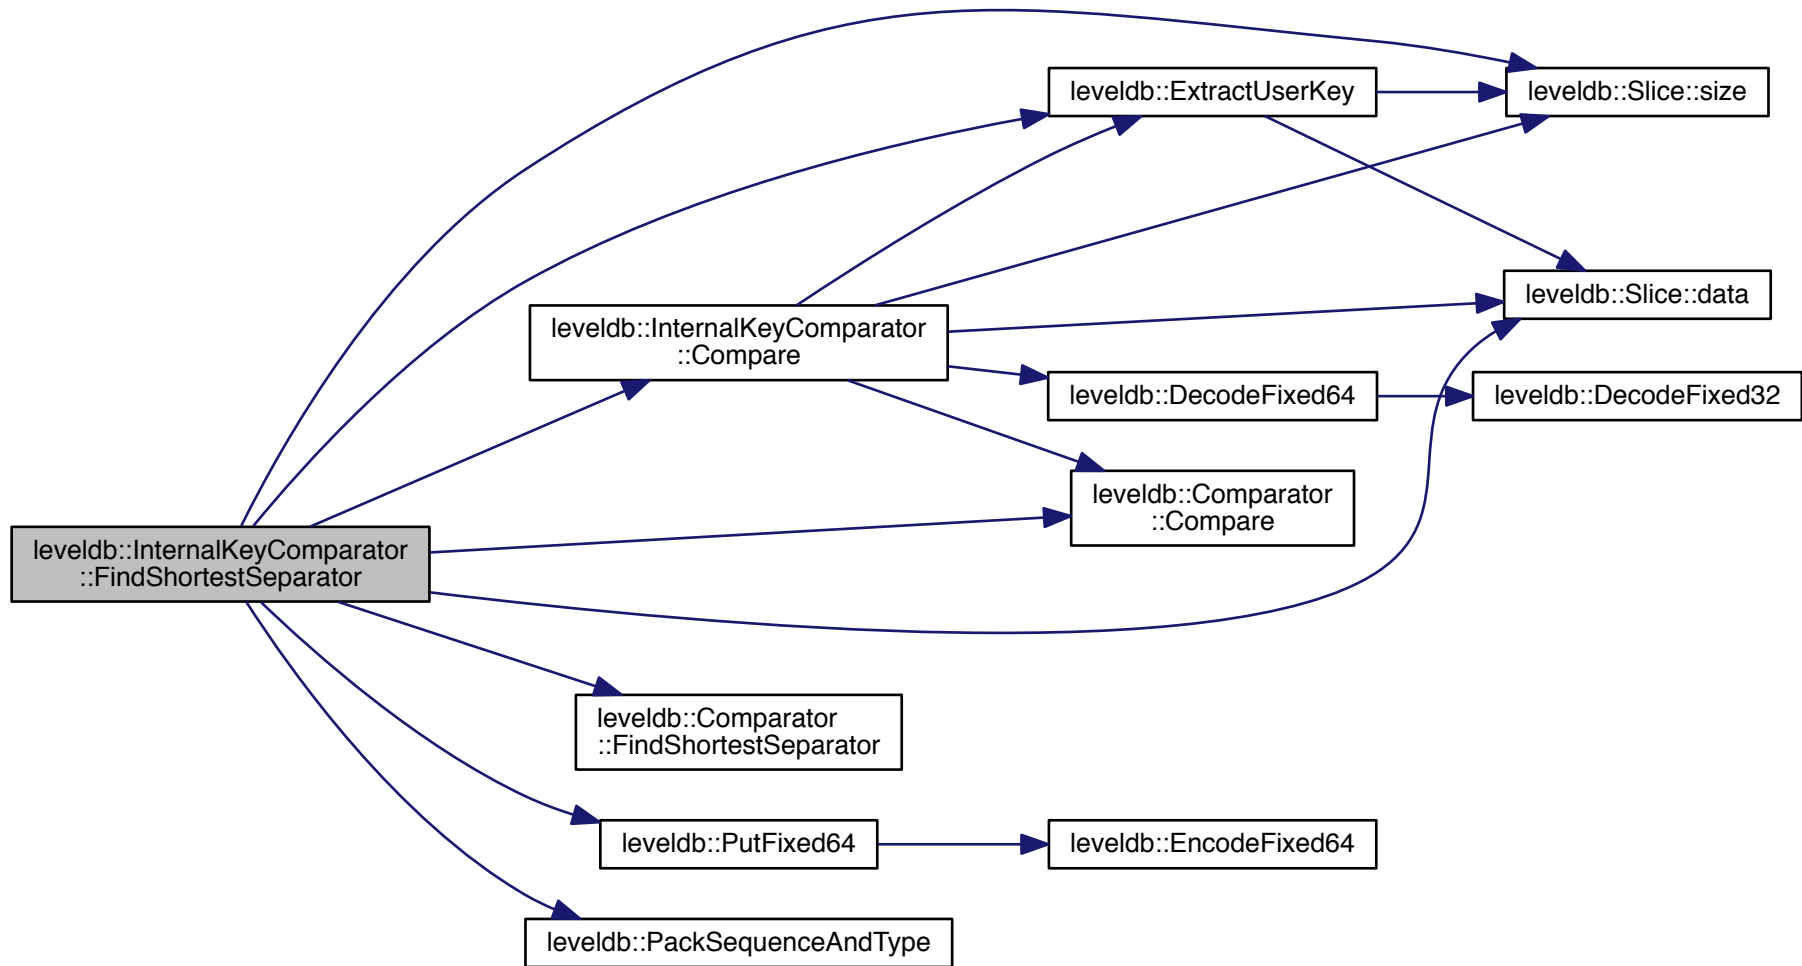 leveldb::ExtractUserKey
leveldb::Slice::size
leveldb::Slice::data
leveldb::InternalKeyComparator
::Compare
leveldb::DecodeFixed64
leveldb::DecodeFixed32
leveldb::Comparator
::Compare
leveldb::InternalKeyComparator
::FindShortestSeparator
leveldb::Comparator
::FindShortestSeparator
leveldb::PutFixed64
leveldb::EncodeFixed64
leveldb::PackSequenceAndType